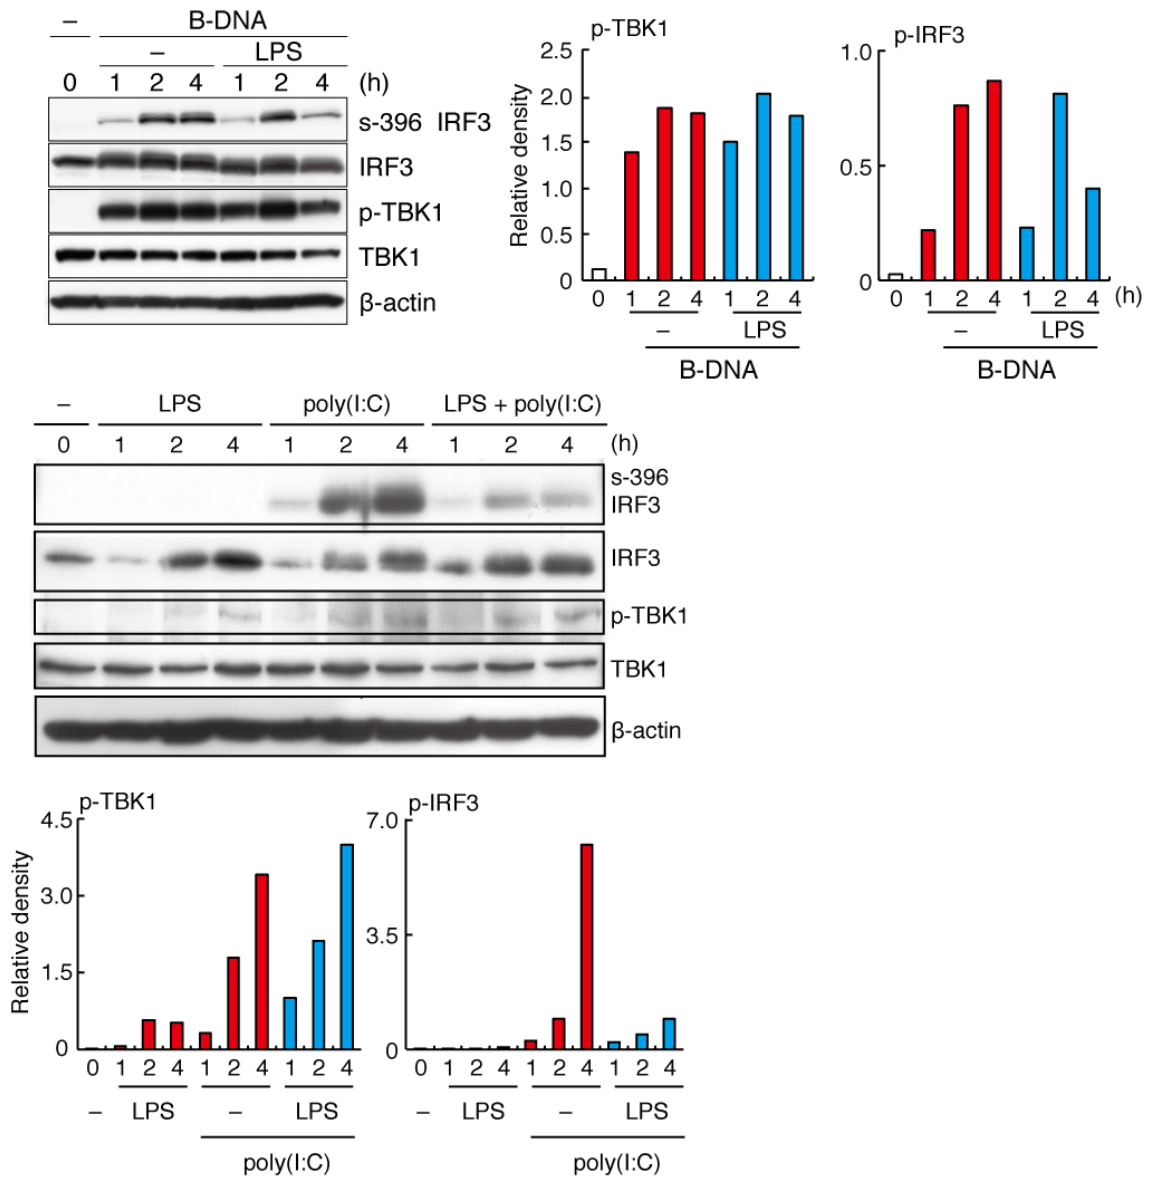 – B-DNA
– LPS
0 1 2 4 1 2 4 (h)
s-396 IRF3
IRF3
p-TBK1
TBK1
β-actin
p-TBK1
Relative density
2.5
2.0
1.5
1.0
0.5
0
0 1 2 4 1 2 4
– LPS
B-DNA
p-IRF3
1.0
0.5
0
0 1 2 4 1 2 4 (h)
– LPS
B-DNA
– LPS poly(I:C) LPS + poly(I:C)
0 1 2 4 1 2 4 1 2 4 (h)
s-396
IRF3
IRF3
p-TBK1
TBK1
β-actin
p-TBK1
Relative density
4.5
3.0
1.5
0
0 1 2 4 1 2 4 1 2 4
– LPS – LPS
poly(I:C)
p-IRF3
7.0
3.5
0
0 1 2 4 1 2 4 1 2 4
– LPS – LPS
poly(I:C)